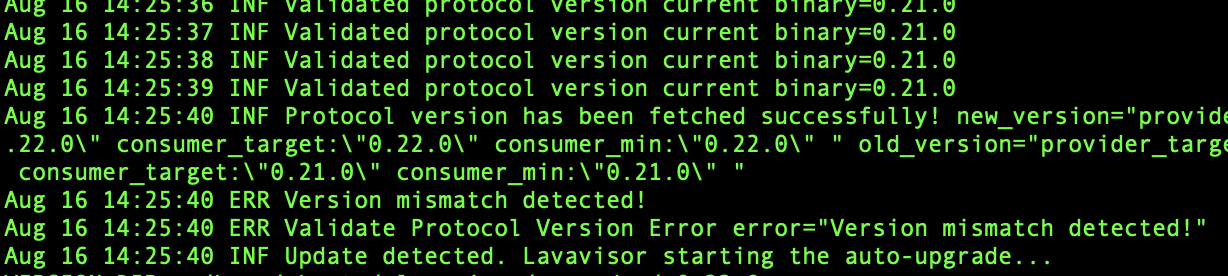 Aug 16 14:25:36 INF Validated protocol version current binary=0.21.0
Aug 16 14:25:37 INF Validated protocol version current binary=0.21.0
Aug 16 14:25:38 INF Validated protocol version current binary=0.21.0
Aug 16 14:25:39 INF Validated protocol version current binary=0.21.0
Aug 16 14:25:40 INF Protocol version has been fetched successfully! new_version="provide
.22.0\" consumer_target:\"0.22.0\" consumer_min:\"0.22.0\" " old_version="provider_targe
consumer_target:\"0.21.0\" consumer_min:\"0.21.0\" "
Aug 16 14:25:40 ERR Version mismatch detected!
Aug 16 14:25:40 ERR Validate Protocol Version Error error="Version mismatch detected!"
Aug 16 14:25:40 INF Update detected. Lavavisor starting the auto-upgrade...